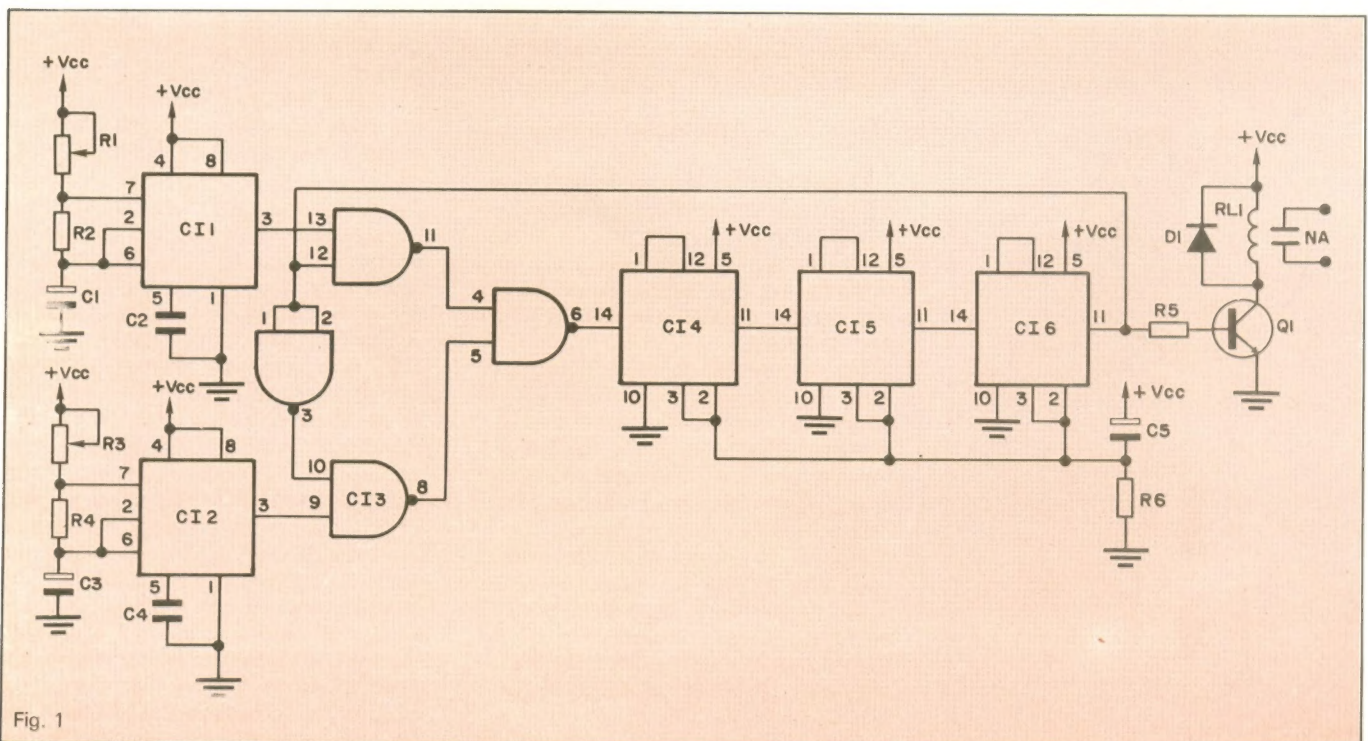 +Vcc
R1
R2
C1
+Vcc
4 8
7
2
6
CI1
3
5 1
C2
+Vcc
R3
R4
C3
+Vcc
4 8
7
2
6
CI2
3
5 1
C4
13
12
11
1 2
3
10
9
CI3
8
4
5
6
14
1 12 5
+Vcc
CI4
11
10 3 2
14
1 12 5
+Vcc
CI5
11
10 3 2
14
1 12 5
+Vcc
CI6
11
10 3 2
R5
Q1
+Vcc
D1
RL1
NA
+Vcc
C5
R6
Fig. 1